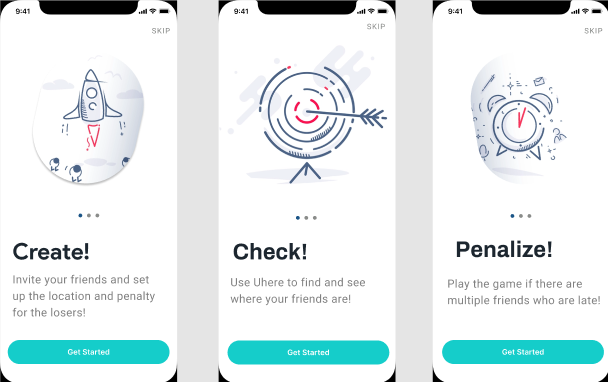 9:41
SKIP
Create!
Invite your friends and set
up the location and penalty
for the losers!
Get Started
9:41
SKIP
Check!
Use Uhere to find and see
where your friends are!
Get Started
9:41
SKIP
Penalize!
Play the game if there are
multiple friends who are late!
Get Started